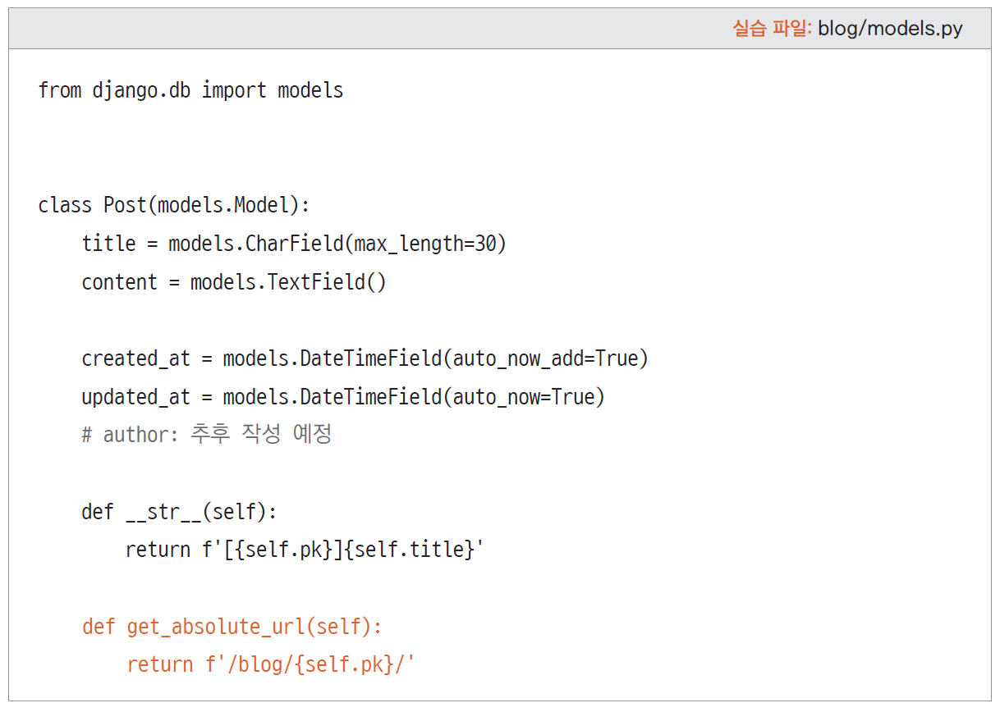 실습 파일: blog/models.py
from django.db import models
class Post(models.Model):
    title = models.CharField(max_length=30)
    content = models.TextField()
    created_at = models.DateTimeField(auto_now_add=True)
    updated_at = models.DateTimeField(auto_now=True)
    # author: 추후 작성 예정
    def __str__(self):
        return f'[{self.pk}]{self.title}'
    def get_absolute_url(self):
        return f'/blog/{self.pk}/'